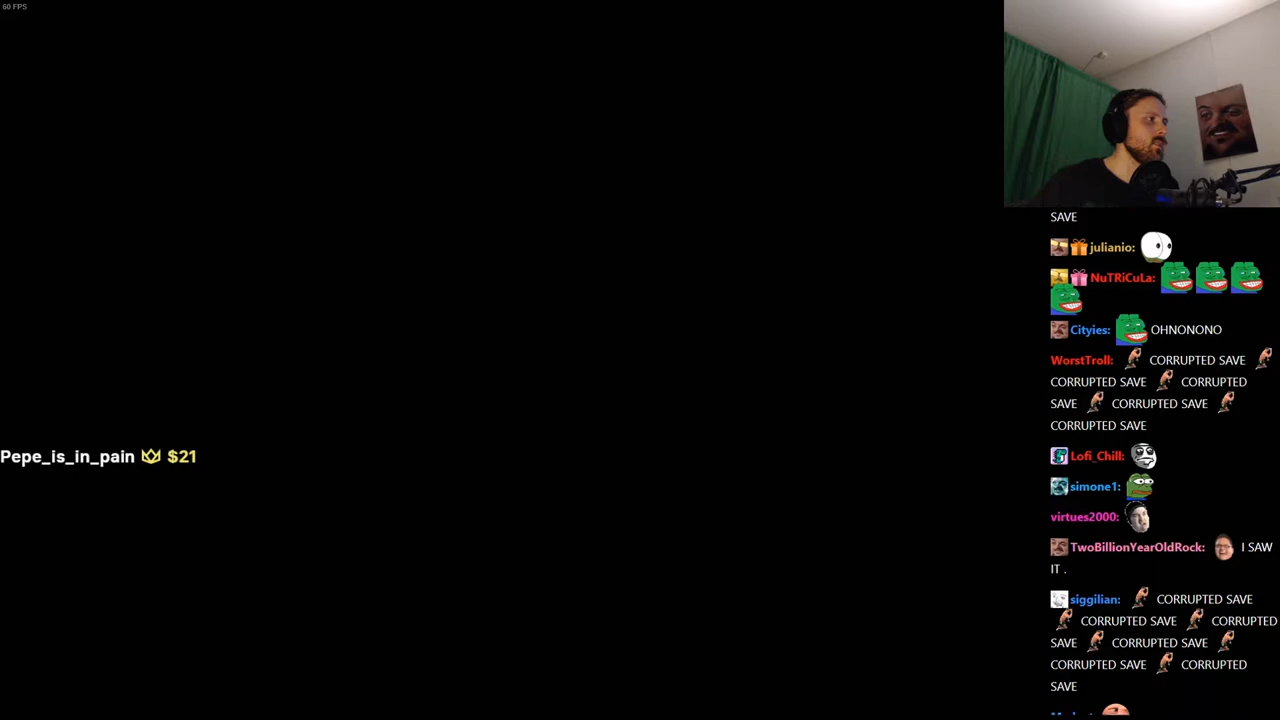 60 FPS
SAVE
julianio:
NuTRiCuLa:
Cityies: OHNONONO
WorstTroll: CORRUPTED SAVE
CORRUPTED SAVE CORRUPTED
SAVE CORRUPTED SAVE
CORRUPTED SAVE
Pepe_is_in_pain $21
Lofi_Chill:
simone1:
virtues2000:
TwoBillionYearOldRock: I SAW
IT .
siggilian: CORRUPTED SAVE
CORRUPTED SAVE CORRUPTED
SAVE CORRUPTED SAVE
CORRUPTED SAVE CORRUPTED
SAVE